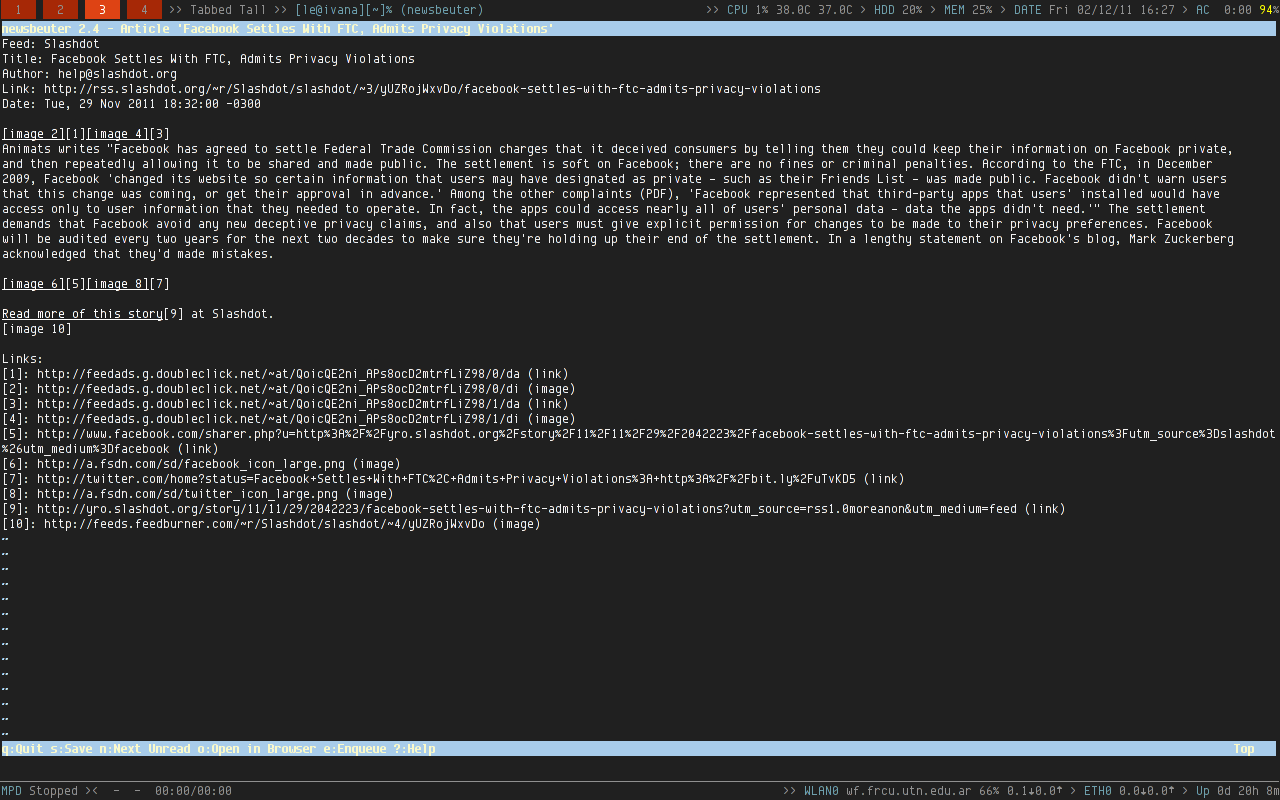 1 2 3 4 >> Tabbed Tall >> [le@ivana][~]% (newsbeuter) >> CPU 1% 38.0C 37.0C > HDD 20% > MEM 25% > DATE Fri 02/12/11 16:27 > AC 0:00 94%
newsbeuter 2.4 - Article 'Facebook Settles With FTC, Admits Privacy Violations'
Feed: Slashdot
Title: Facebook Settles With FTC, Admits Privacy Violations
Author: help@slashdot.org
Link: http://rss.slashdot.org/~r/Slashdot/slashdot/~3/yUZRojWxvDo/facebook-settles-with-ftc-admits-privacy-violations
Date: Tue, 29 Nov 2011 18:32:00 -0300
[image 2][1][image 4][3]
Animats writes "Facebook has agreed to settle Federal Trade Commission charges that it deceived consumers by telling them they could keep their information on Facebook private,
and then repeatedly allowing it to be shared and made public. The settlement is soft on Facebook; there are no fines or criminal penalties. According to the FTC, in December
2009, Facebook 'changed its website so certain information that users may have designated as private - such as their Friends List - was made public. Facebook didn't warn users
that this change was coming, or get their approval in advance.' Among the other complaints (PDF), 'Facebook represented that third-party apps that users' installed would have
access only to user information that they needed to operate. In fact, the apps could access nearly all of users' personal data - data the apps didn't need.'" The settlement
demands that Facebook avoid any new deceptive privacy claims, and also that users must give explicit permission for changes to be made to their privacy preferences. Facebook
will be audited every two years for the next two decades to make sure they're holding up their end of the settlement. In a lengthy statement on Facebook's blog, Mark Zuckerberg
acknowledged that they'd made mistakes.
[image 6][5][image 8][7]
Read more of this story[9] at Slashdot.
[image 10]
Links:
[1]: http://feedads.g.doubleclick.net/~at/QoicQE2ni_APs8ocD2mtrfLiZ98/0/da (link)
[2]: http://feedads.g.doubleclick.net/~at/QoicQE2ni_APs8ocD2mtrfLiZ98/0/di (image)
[3]: http://feedads.g.doubleclick.net/~at/QoicQE2ni_APs8ocD2mtrfLiZ98/1/da (link)
[4]: http://feedads.g.doubleclick.net/~at/QoicQE2ni_APs8ocD2mtrfLiZ98/1/di (image)
[5]: http://www.facebook.com/sharer.php?u=http%3A%2F%2Fyro.slashdot.org%2Fstory%2F11%2F11%2F29%2F2042223%2Ffacebook-settles-with-ftc-admits-privacy-violations%3Futm_source%3Dslashdot
%26utm_medium%3Dfacebook (link)
[6]: http://a.fsdn.com/sd/facebook_icon_large.png (image)
[7]: http://twitter.com/home?status=Facebook+Settles+With+FTC%2C+Admits+Privacy+Violations%3A+http%3A%2F%2Fbit.ly%2FuTvKD5 (link)
[8]: http://a.fsdn.com/sd/twitter_icon_large.png (image)
[9]: http://yro.slashdot.org/story/11/11/29/2042223/facebook-settles-with-ftc-admits-privacy-violations?utm_source=rss1.0moreanon&utm_medium=feed (link)
[10]: http://feeds.feedburner.com/~r/Slashdot/slashdot/~4/yUZRojWxvDo (image)
~
~
~
~
~
~
~
~
~
~
~
~
~
~
q:Quit s:Save n:Next Unread o:Open in Browser e:Enqueue ?:Help Top
MPD Stopped >< - - 00:00/00:00 >> WLAN0 wf.frcu.utn.edu.ar 66% 0.1↓0.0↑ > ETH0 0.0↓0.0↑ > Up 0d 20h 8m